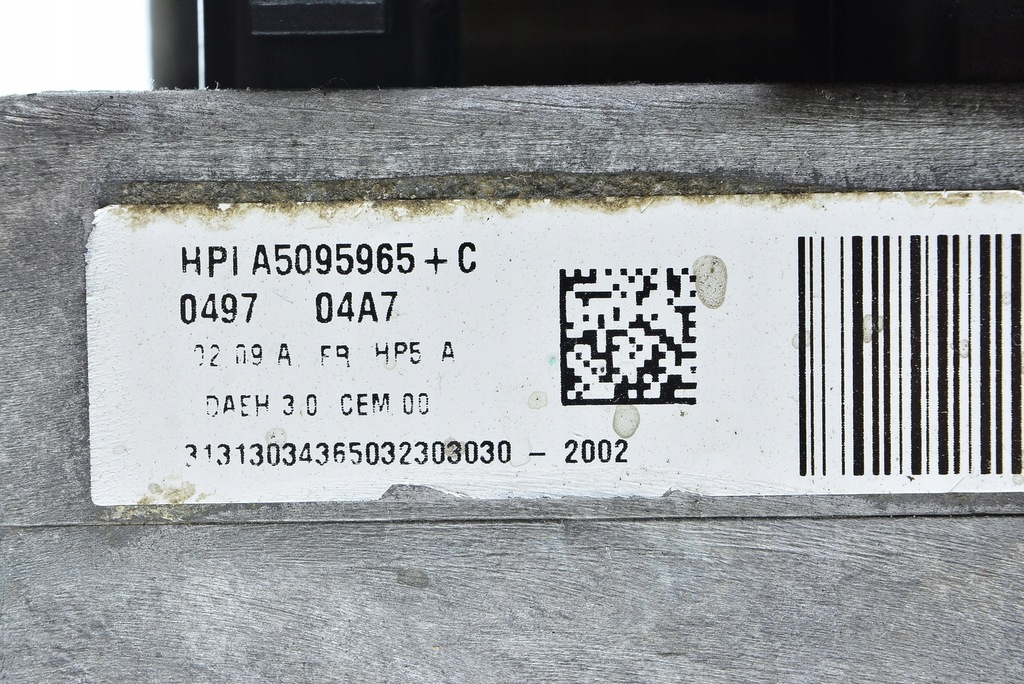 HPI A5095965 + C
0497 04A7
02 09 A FR HP5 A
DAEH 3.0 CEM 00
31313034365032303030 - 2002